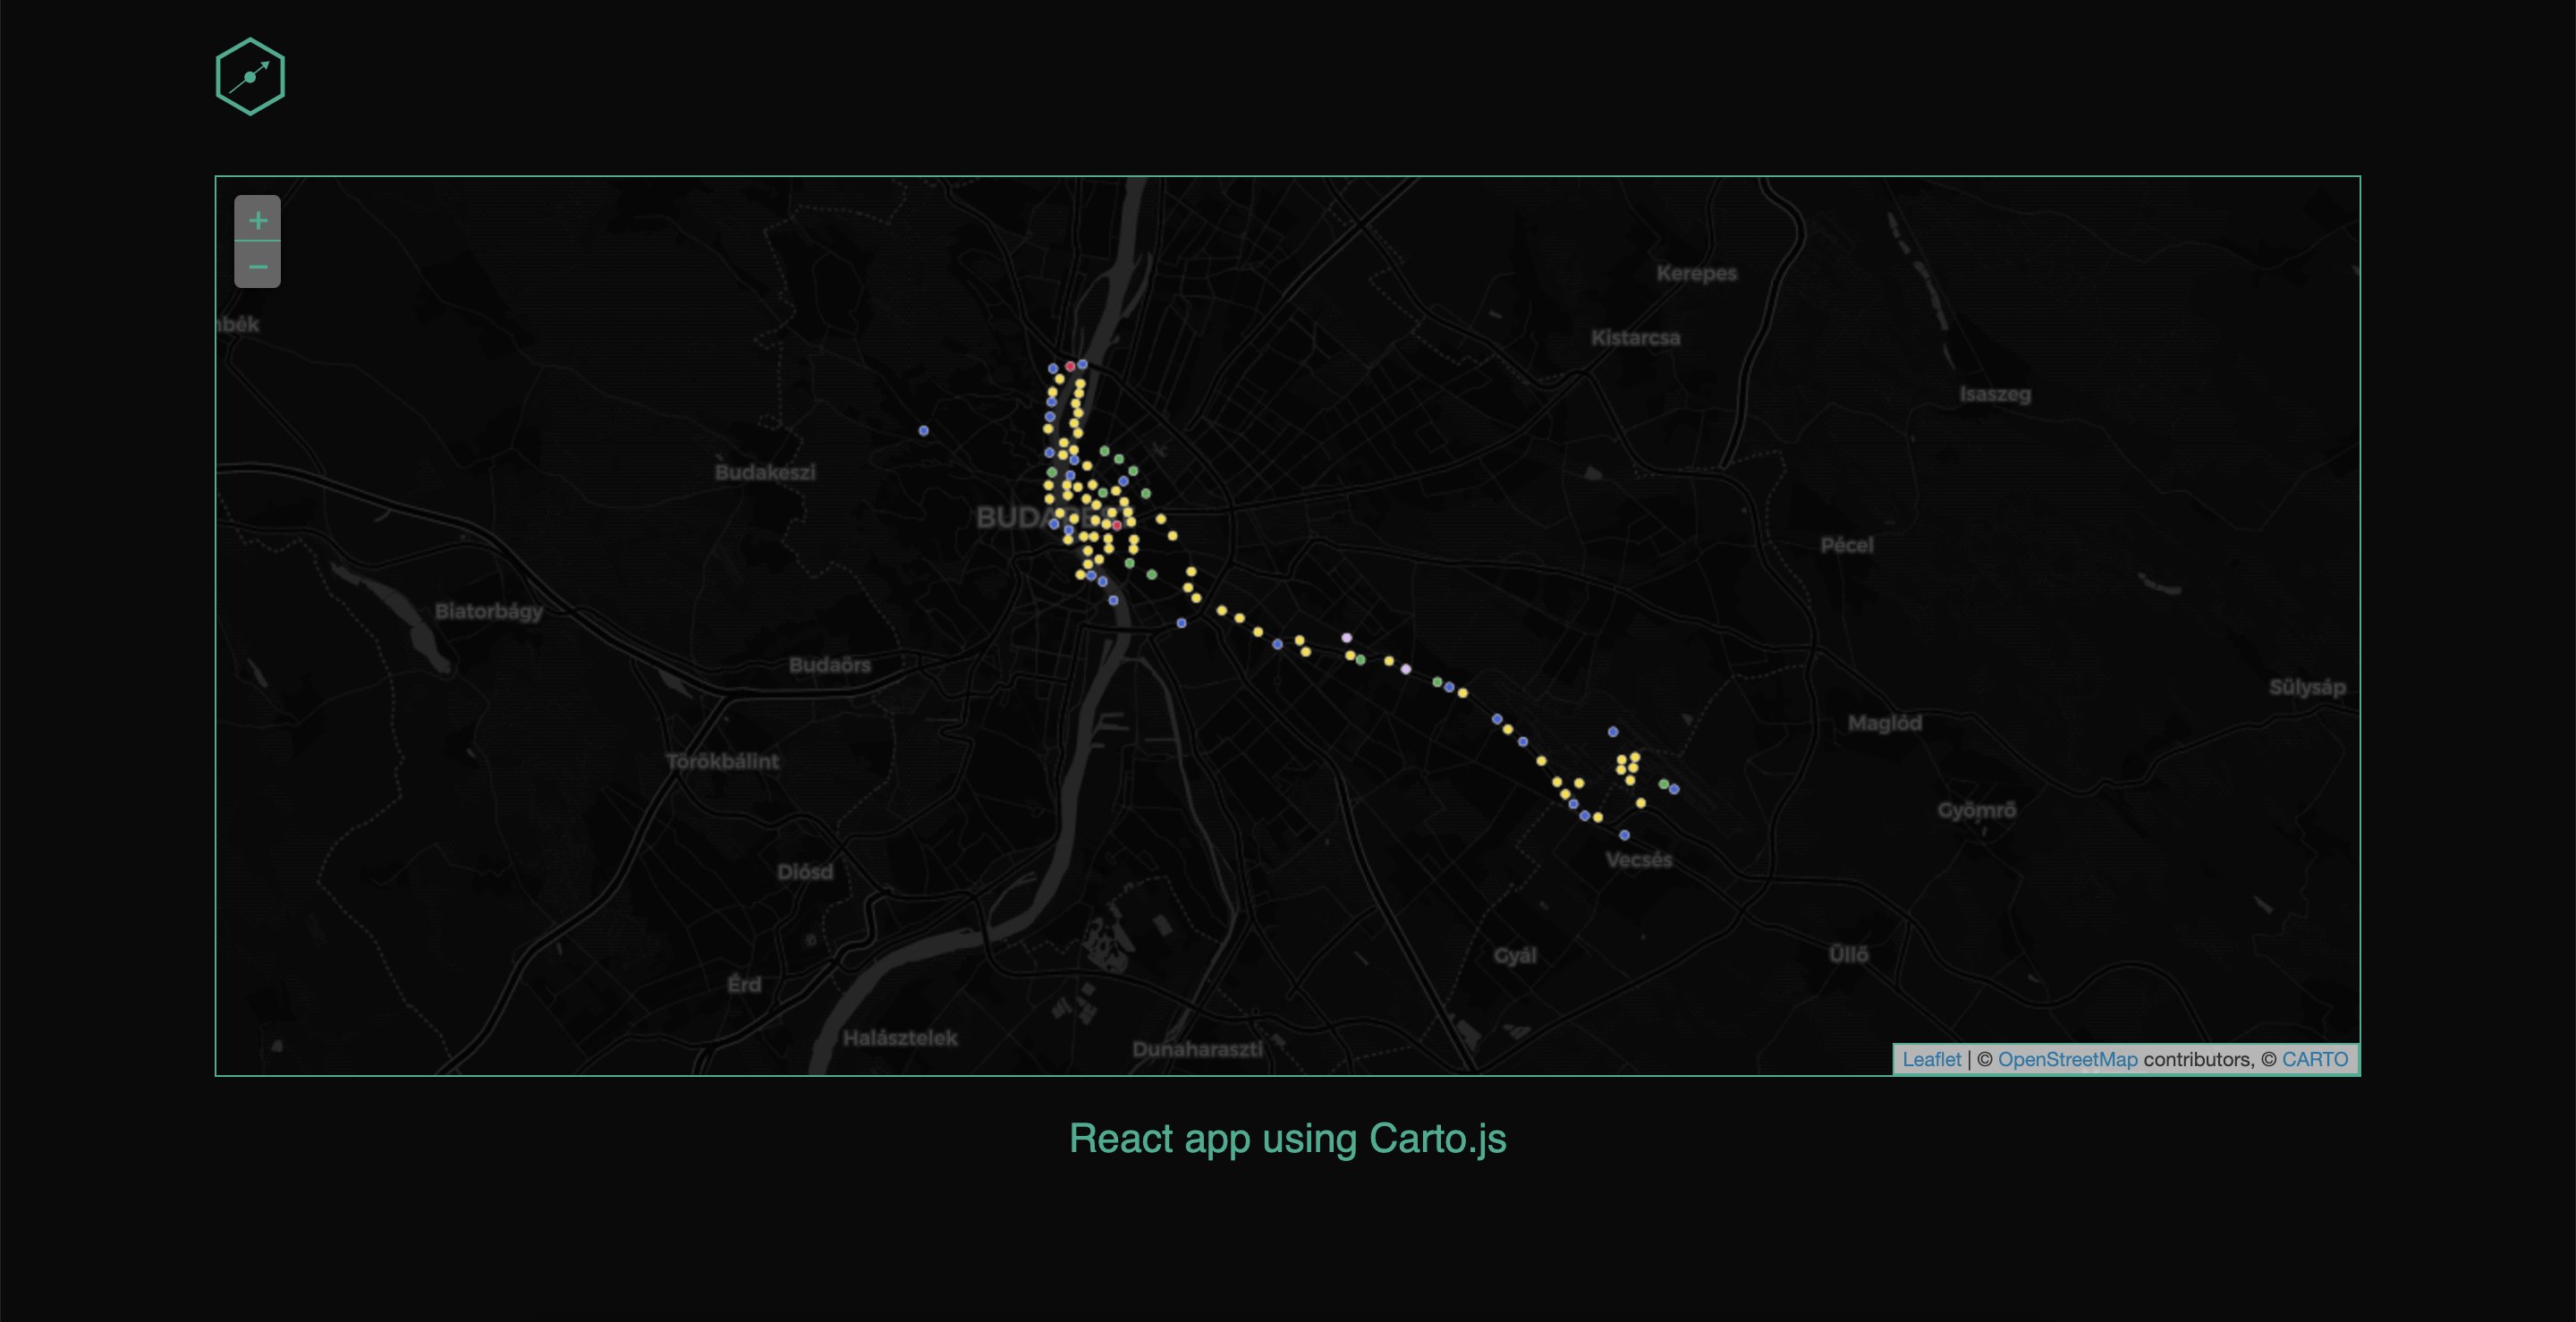 +
−
Kerepes
nbék
Kistarcsa
Isaszeg
Budakeszi
BUDAPE
Pécel
Biatorbágy
Budaörs
Sülysáp
Maglód
Törökbálint
Gyömrő
Vecsés
Diósd
Gyál
Üllő
Érd
Halásztelek
Dunaharaszti
Leaflet | © OpenStreetMap contributors, © CARTO
React app using Carto.js